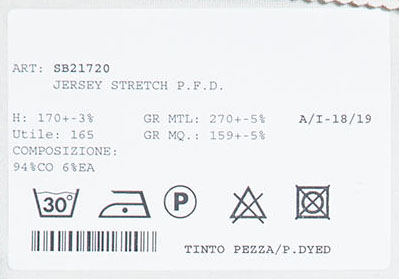 ART: SB21720
JERSEY STRETCH P.F.D.
H: 170+-3% GR MTL: 270+-5% A/I-18/19
Utile: 165 GR MQ.: 159+-5%
COMPOSIZIONE:
94%CO 6%EA
30° P
TINTO PEZZA/P.DYED